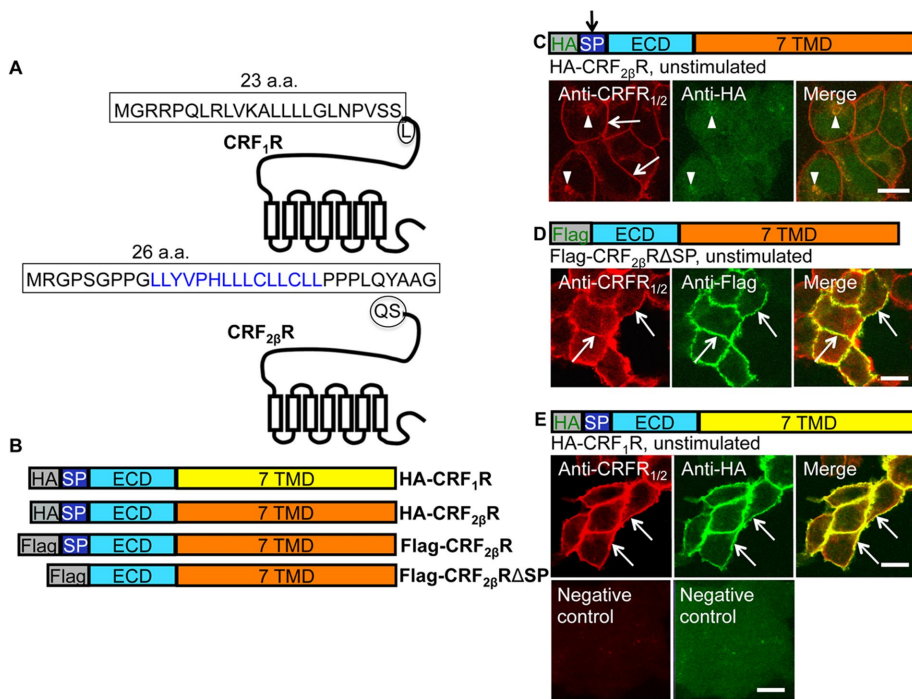 A
23 a.a.
MGRRPQLRLVKALLLLGLNPVSS
L
CRF1R
26 a.a.
MRGPSGPPGLLYVPHLLLCLLCLLPPPLQYAAG
QS
CRF2βR
B
HA SP ECD 7 TMD HA-CRF1R
HA SP ECD 7 TMD HA-CRF2βR
Flag SP ECD 7 TMD Flag-CRF2βR
Flag ECD 7 TMD Flag-CRF2βRΔSP
C HA SP ECD 7 TMD
HA-CRF2βR, unstimulated
Anti-CRFR1/2 Anti-HA Merge
D Flag ECD 7 TMD
Flag-CRF2βRΔSP, unstimulated
Anti-CRFR1/2 Anti-Flag Merge
E HA SP ECD 7 TMD
HA-CRF1R, unstimulated
Anti-CRFR1/2 Anti-HA Merge
Negative control Negative control